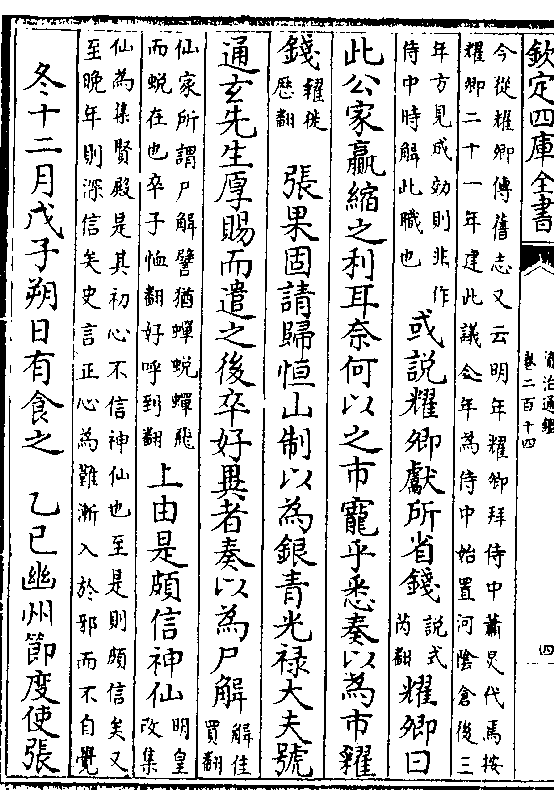 欽定四庫全書
資治通鑑
卷二百十四
四
今從耀卿傳舊志又云明年耀卿拜侍中蕭炅代焉按
耀卿二十一年建此議今年為侍中始置河隂倉後三
年方見成効則非作
侍中時解此職也
或説耀卿獻所省錢
説式
芮翻
耀卿曰
此公家贏縮之利耳奈何以之市寵乎悉奏以為市糴
錢
糴徒
歷翻
張果固請歸恒山制以為銀青光禄大夫號
通玄先生厚賜而遣之後卒好異者奏以為尸解
解佳
買翻
仙家所謂尸解譬猶蟬蜕蟬飛
而蜕在也卒子恤翻好呼到翻
上由是頗信神仙
明皇
改集
仙為集賢殿是其初心不信神仙也至是則頗信矣又
至晚年則深信矣史言正心為難漸入於邪而不自覺
冬十二月戊子朔日有食之 乙巳幽州節度使張